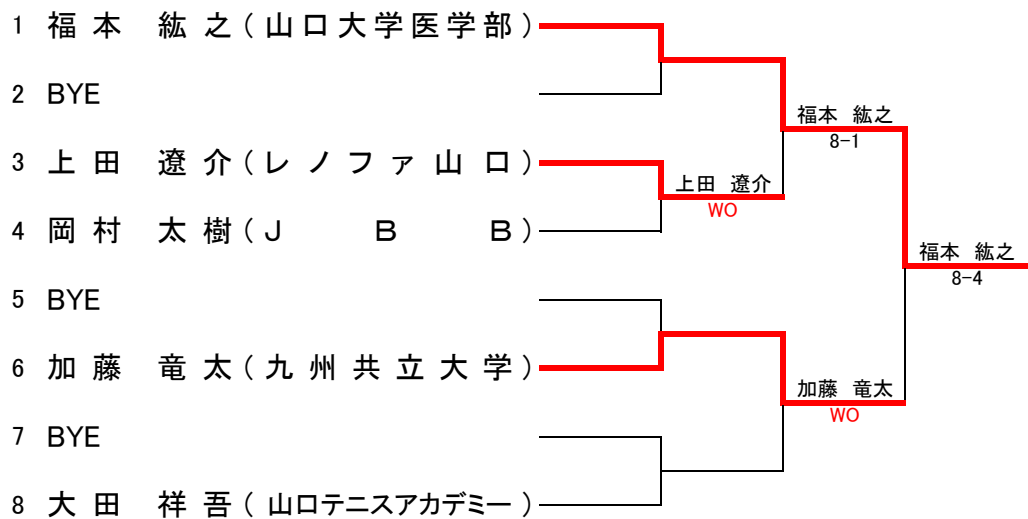 1 福本 紘之(山口大学医学部)
2 BYE
3 上田 遼介(レノファ山口)
4 岡村 太樹(J B B)
5 BYE
6 加藤 竜太(九州共立大学)
7 BYE
8 大田 祥吾(山口テニスアカデミー)
上田 遼介
WO
福本 紘之
8-1
加藤 竜太
WO
福本 紘之
8-4